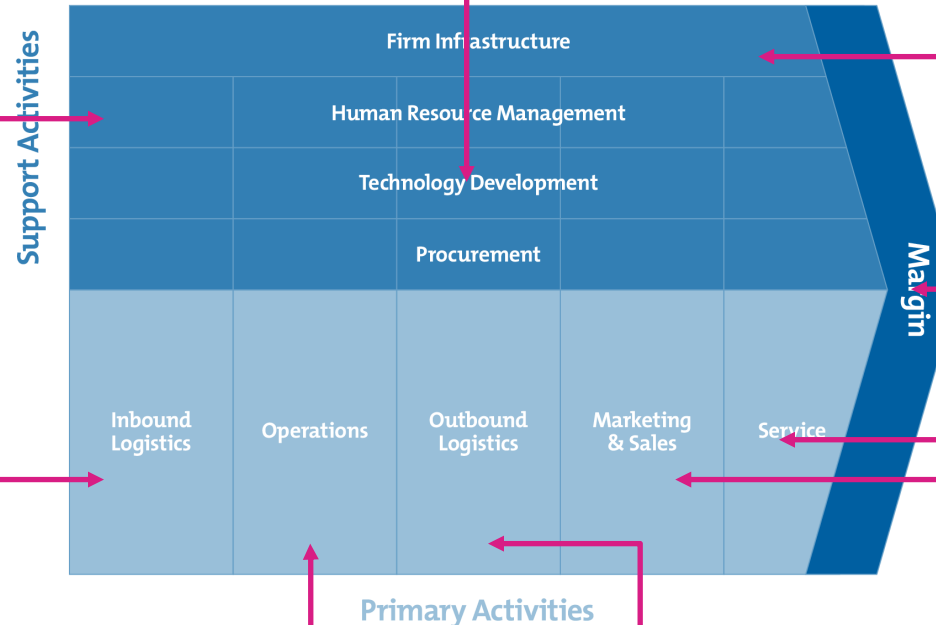 Support Activities
Firm Infrastructure
Human Resource Management
Technology Development
Procurement
Margin
Inbound
Logistics
Operations
Outbound
Logistics
Marketing
& Sales
Service
Primary Activities